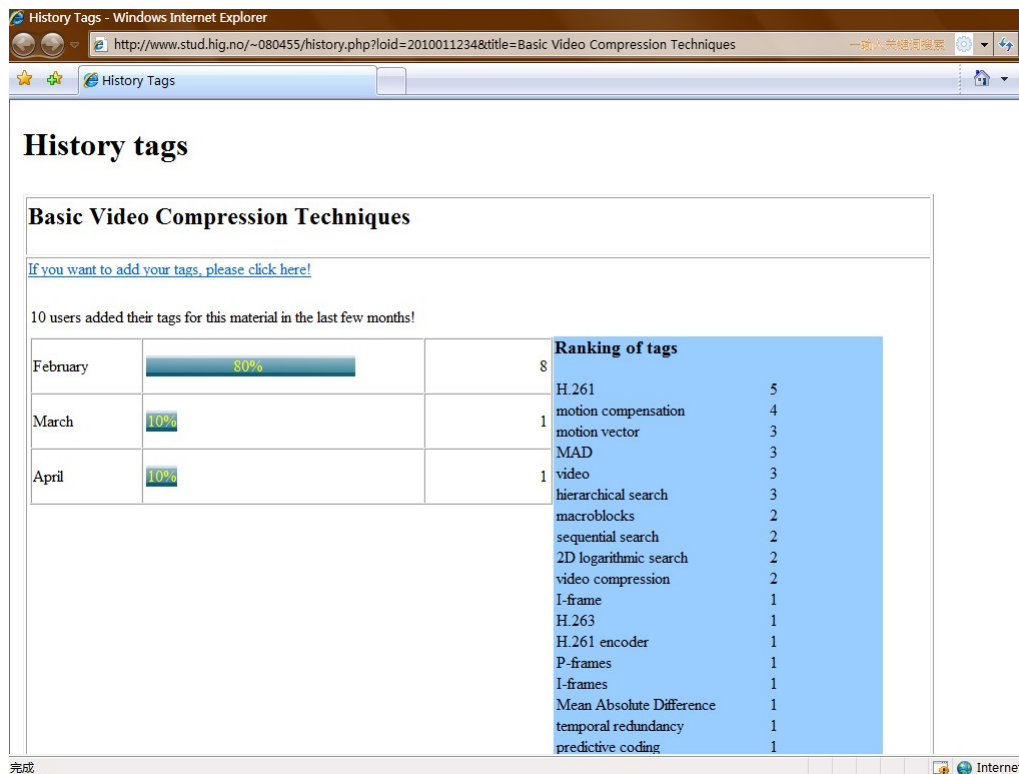 History Tags - Windows Internet Explorer
http://www.stud.hig.no/~080455/history.php?loid=2010011234&title=Basic Video Compression Techniques
History Tags
History tags
Basic Video Compression Techniques
If you want to add your tags, please click here!
10 users added their tags for this material in the last few months!
February 80% 8
March 10% 1
April 10% 1
Ranking of tags
H.261 5
motion compensation 4
motion vector 3
MAD 3
video 3
hierarchical search 3
macroblocks 2
sequential search 2
2D logarithmic search 2
video compression 2
I-frame 1
H.263 1
H.261 encoder 1
P-frames 1
I-frames 1
Mean Absolute Difference 1
temporal redundancy 1
predictive coding 1
完成
Interne